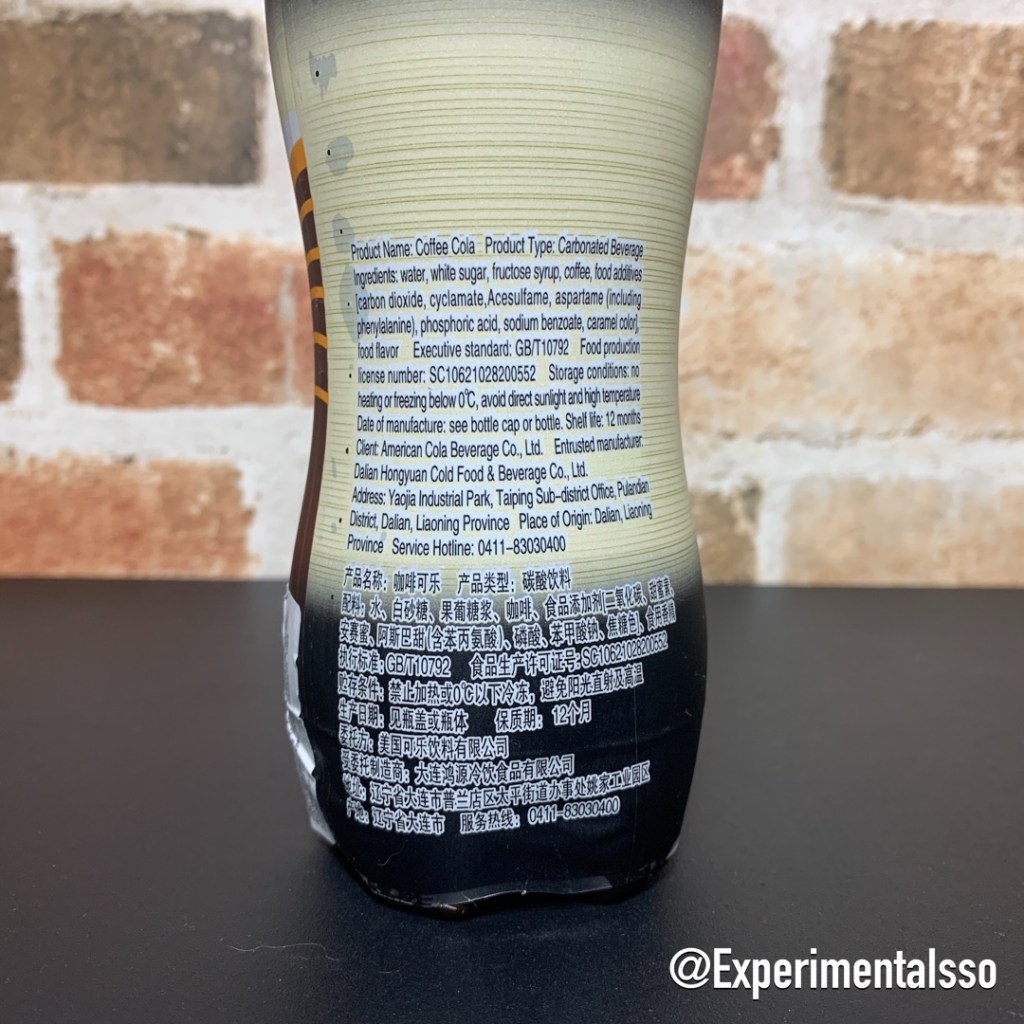 Product Name: Coffee Cola Product Type: Carbonated Beverage
Ingredients: water, white sugar, fructose syrup, coffee, food additives
[carbon dioxide, cyclamate,Acesulfame, aspartame (including
phenylalanine), phosphoric acid, sodium benzoate, caramel color],
food flavor Executive standard: GB/T10792 Food production
license number: SC10621028200552 Storage conditions: no
heating or freezing below 0℃, avoid direct sunlight and high temperature
Date of manufacture: see bottle cap or bottle. Shelf life: 12 months
Client: American Cola Beverage Co., Ltd. Entrusted manufacturer:
Dalian Hongyuan Cold Food & Beverage Co., Ltd.
Address: Yaojia Industrial Park, Taiping Sub-district Office, Pulandian
District, Dalian, Liaoning Province Place of Origin: Dalian, Liaoning
Province Service Hotline: 0411-83030400
产品名称: 咖啡可乐 产品类型: 碳酸饮料
配料: 水、白砂糖、果葡糖浆、咖啡、食品添加剂(二氧化碳、甜蜜素、
安赛蜜、阿斯巴甜(含苯丙氨酸)、磷酸、苯甲酸钠、焦糖色)、食用香精
执行标准: GB/T10792 食品生产许可证号: SC10621028200552
贮存条件: 禁止加热或0℃以下冷冻, 避免阳光直射及高温
生产日期: 见瓶盖或瓶体 保质期: 12个月
委托方: 美国可乐饮料有限公司
受委托制造商: 大连鸿源冷饮食品有限公司
地址: 辽宁省大连市普兰店区太平街道办事处姚家工业园区
产地: 辽宁省大连市 服务热线: 0411-83030400
@Experimentalsso